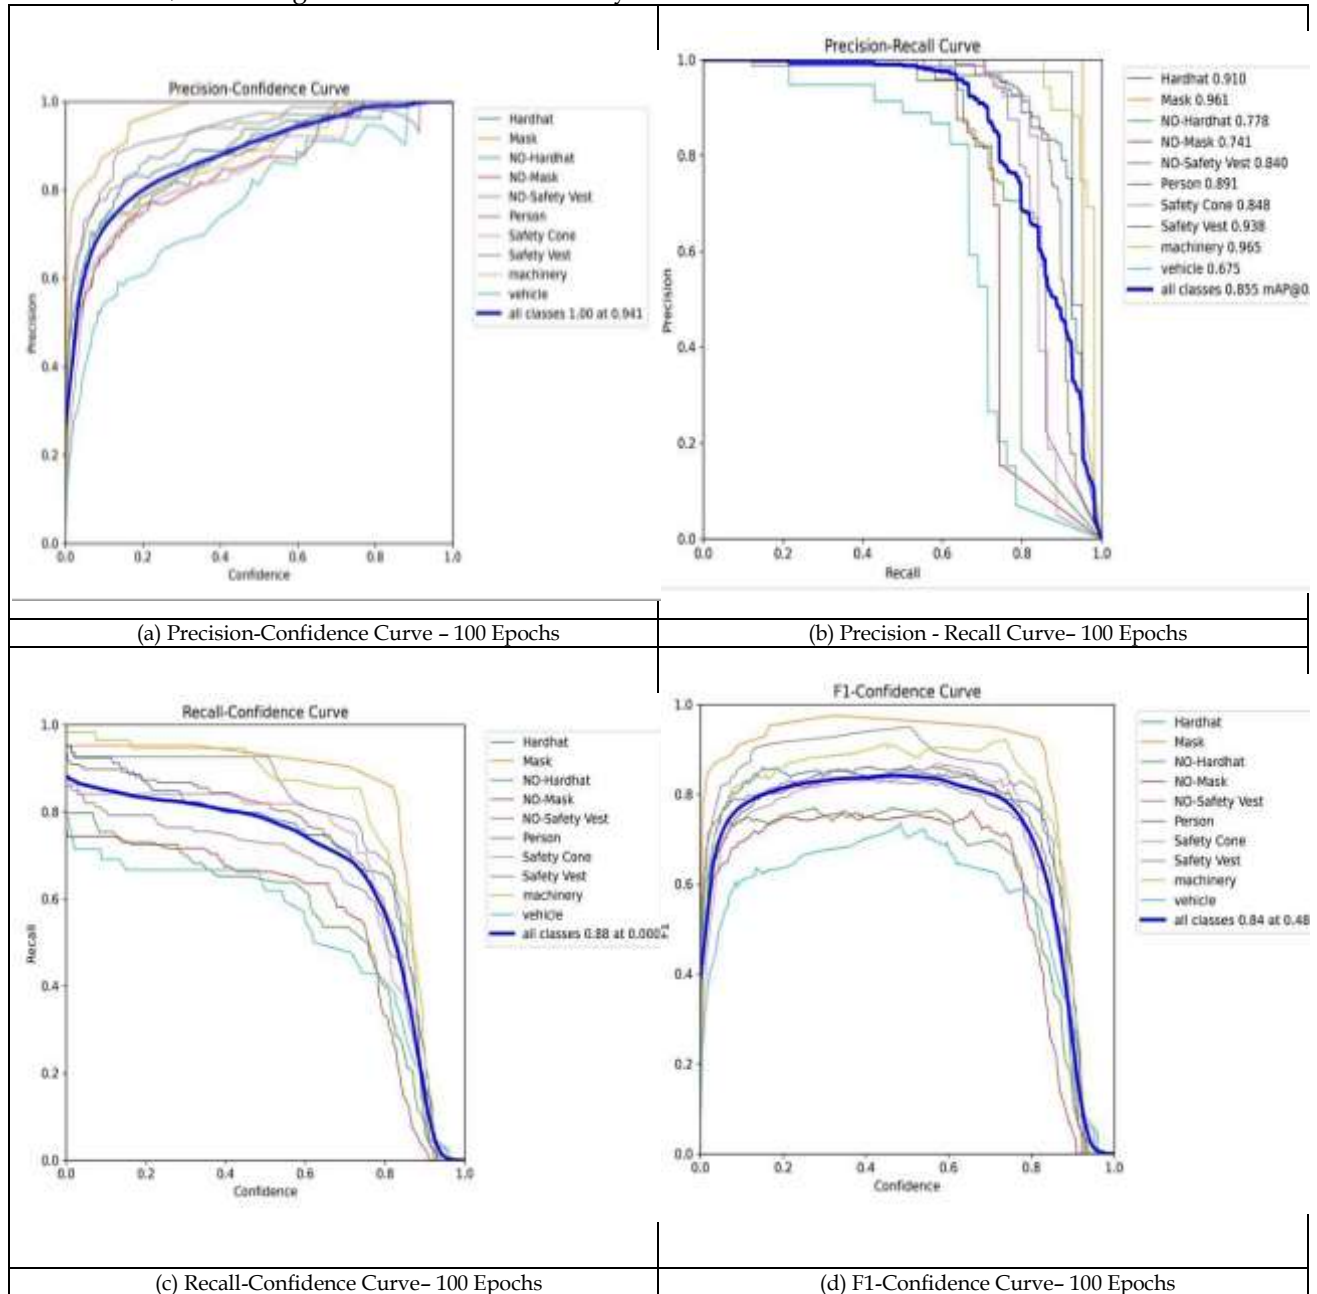 Precision-Confidence Curve
1.0
0.8
0.6
0.4
0.2
0.0
Precision
0.0 0.2 0.4 0.6 0.8 1.0
Confidence
Hardhat
Mask
NO-Hardhat
NO-Mask
NO-Safety Vest
Person
Safety Cone
Safety Vest
machinery
vehicle
all classes 1.00 at 0.941
Precision-Recall Curve
1.0
0.8
0.6
0.4
0.2
0.0
Precision
0.0 0.2 0.4 0.6 0.8 1.0
Recall
Hardhat 0.910
Mask 0.961
NO-Hardhat 0.778
NO-Mask 0.741
NO-Safety Vest 0.840
Person 0.891
Safety Cone 0.848
Safety Vest 0.938
machinery 0.965
vehicle 0.675
all classes 0.855 mAP@0.
(a) Precision-Confidence Curve – 100 Epochs
(b) Precision - Recall Curve– 100 Epochs
Recall-Confidence Curve
1.0
0.8
0.6
0.4
0.2
0.0
Recall
0.0 0.2 0.4 0.6 0.8 1.0
Confidence
Hardhat
Mask
NO-Hardhat
NO-Mask
NO-Safety Vest
Person
Safety Cone
Safety Vest
machinery
vehicle
all classes 0.88 at 0.000
F1-Confidence Curve
1.0
0.8
0.6
0.4
0.2
0.0
0.0 0.2 0.4 0.6 0.8 1.0
Confidence
Hardhat
Mask
NO-Hardhat
NO-Mask
NO-Safety Vest
Person
Safety Cone
Safety Vest
machinery
vehicle
all classes 0.84 at 0.48
(c) Recall-Confidence Curve– 100 Epochs
(d) F1-Confidence Curve– 100 Epochs